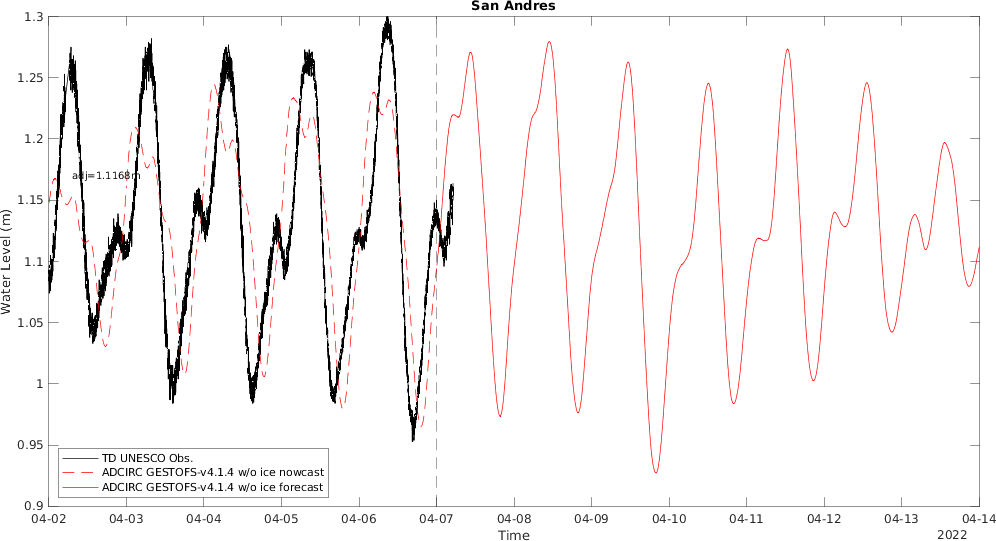 San Andres
1.3
1.25
1.2
1.15
1.1
1.05
1
0.95
0.9
Water Level (m)
adj=1.1168m
TD UNESCO Obs.
ADCIRC GESTOFS-v4.1.4 w/o ice nowcast
ADCIRC GESTOFS-v4.1.4 w/o ice forecast
04-02 04-03 04-04 04-05 04-06 04-07 04-08 04-09 04-10 04-11 04-12 04-13 04-14
Time
2022